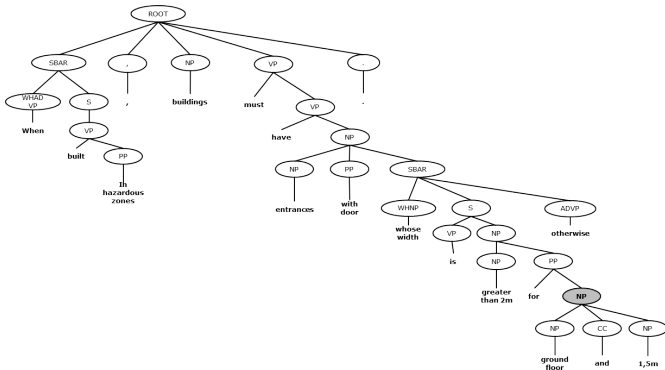 ROOT
SBAR
,
NP
VP
.
WHAD
VP
S
,
buildings
must
VP
.
When
VP
have
NP
built
PP
NP
PP
SBAR
In
hazardous
zones
entrances
with
door
WHNP
S
ADVP
whose
width
VP
NP
otherwise
is
NP
PP
greater
than 2m
for
NP
NP
CC
NP
ground
floor
and
1,5m